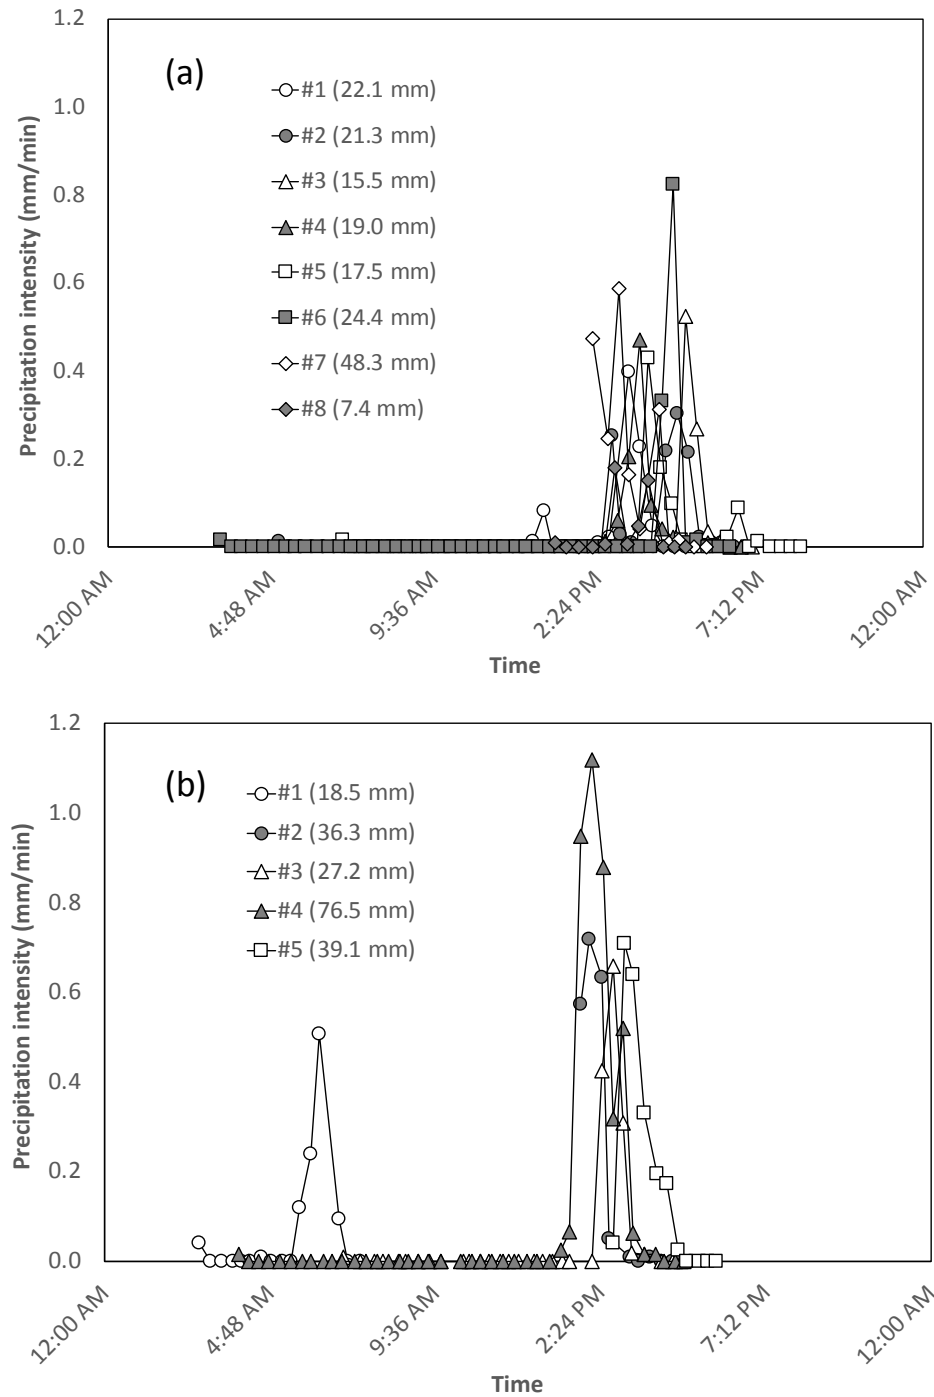 1.2
1.0
0.8
0.6
0.4
0.2
0.0
Precipitation intensity (mm/min)
(a)
#1 (22.1 mm)
#2 (21.3 mm)
#3 (15.5 mm)
#4 (19.0 mm)
#5 (17.5 mm)
#6 (24.4 mm)
#7 (48.3 mm)
#8 (7.4 mm)
12:00 AM
4:48 AM
9:36 AM
2:24 PM
7:12 PM
12:00 AM
Time
1.2
1.0
0.8
0.6
0.4
0.2
0.0
Precipitation intensity (mm/min)
(b)
#1 (18.5 mm)
#2 (36.3 mm)
#3 (27.2 mm)
#4 (76.5 mm)
#5 (39.1 mm)
12:00 AM
4:48 AM
9:36 AM
2:24 PM
7:12 PM
12:00 AM
Time